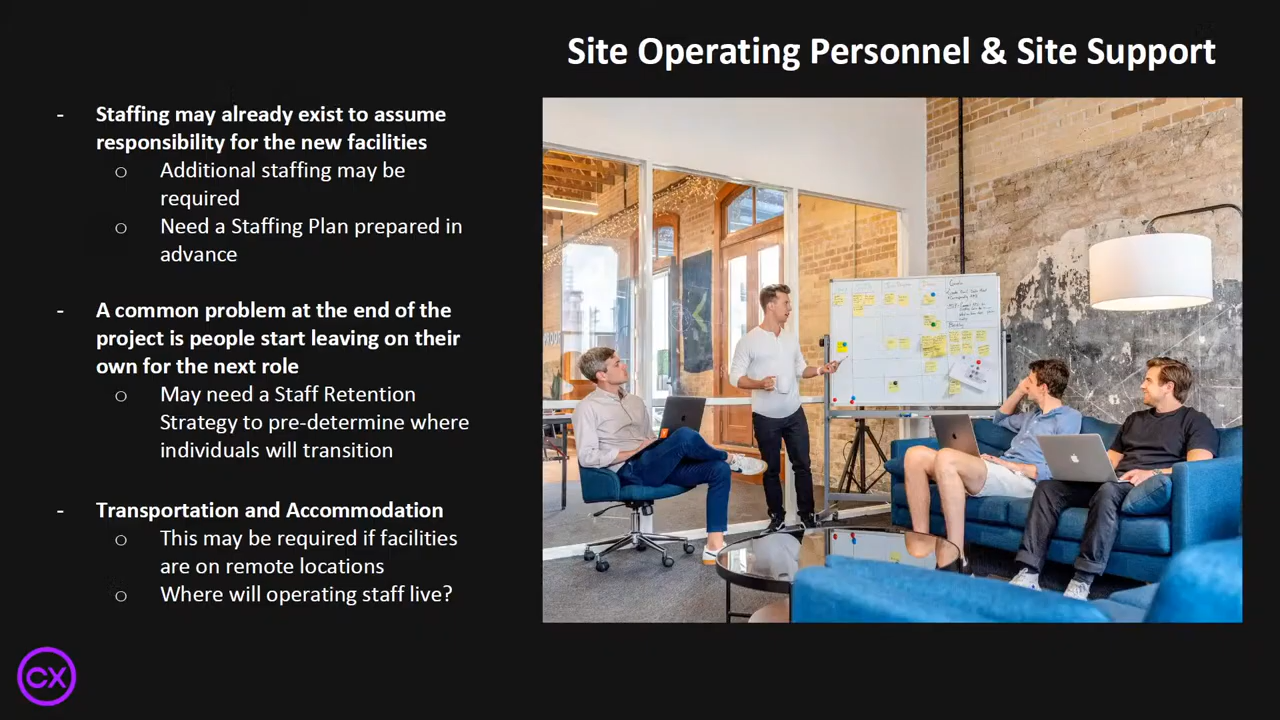 Site Operating Personnel & Site Support
- Staffing may already exist to assume
responsibility for the new facilities
o Additional staffing may be
required
o Need a Staffing Plan prepared in
advance
- A common problem at the end of the
project is people start leaving on their
own for the next role
o May need a Staff Retention
Strategy to pre-determine where
individuals will transition
- Transportation and Accommodation
o This may be required if facilities
are on remote locations
o Where will operating staff live?
CX